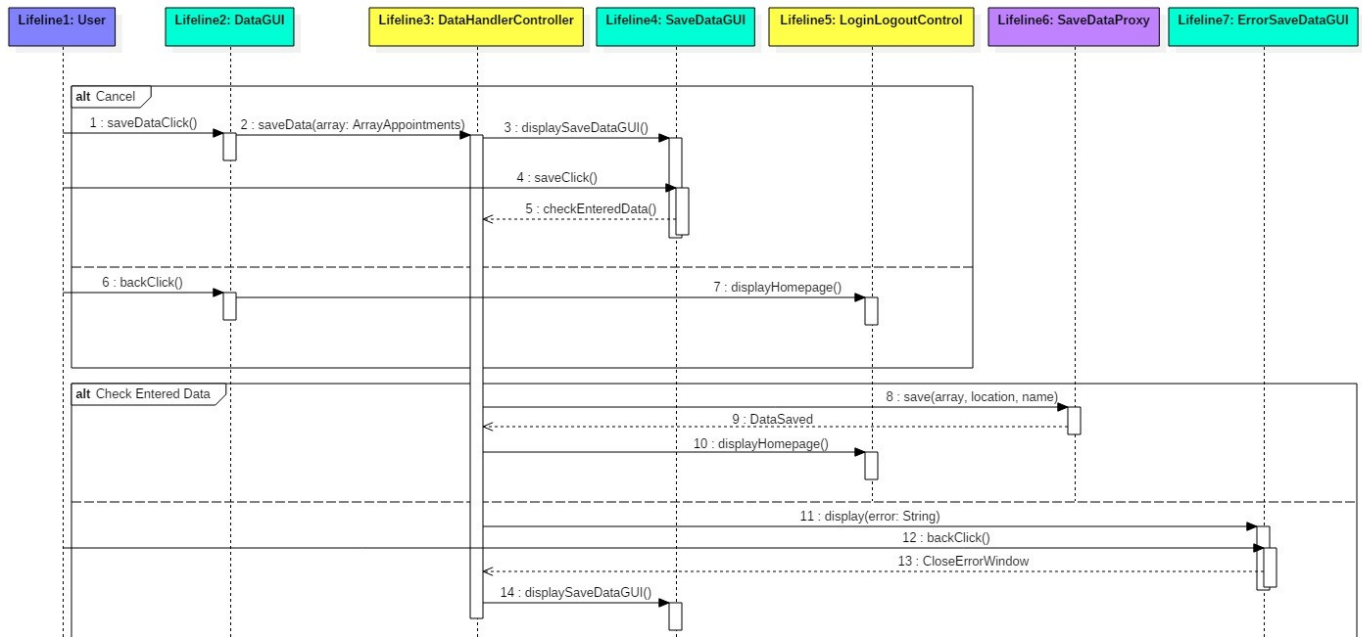 Lifeline1: User
Lifeline2: DataGUI
Lifeline3: DataHandlerController
Lifeline4: SaveDataGUI
Lifeline5: LoginLogoutControl
Lifeline6: SaveDataProxy
Lifeline7: ErrorSaveDataGUI
alt Cancel
1 : saveDataClick()
2 : saveData(array: ArrayAppointments)
3 : displaySaveDataGUI()
4 : saveClick()
5 : checkEnteredData()
6 : backClick()
7 : displayHomepage()
alt Check Entered Data
8 : save(array, location, name)
9 : DataSaved
10 : displayHomepage()
11 : display(error: String)
12 : backClick()
13 : CloseErrorWindow
14 : displaySaveDataGUI()